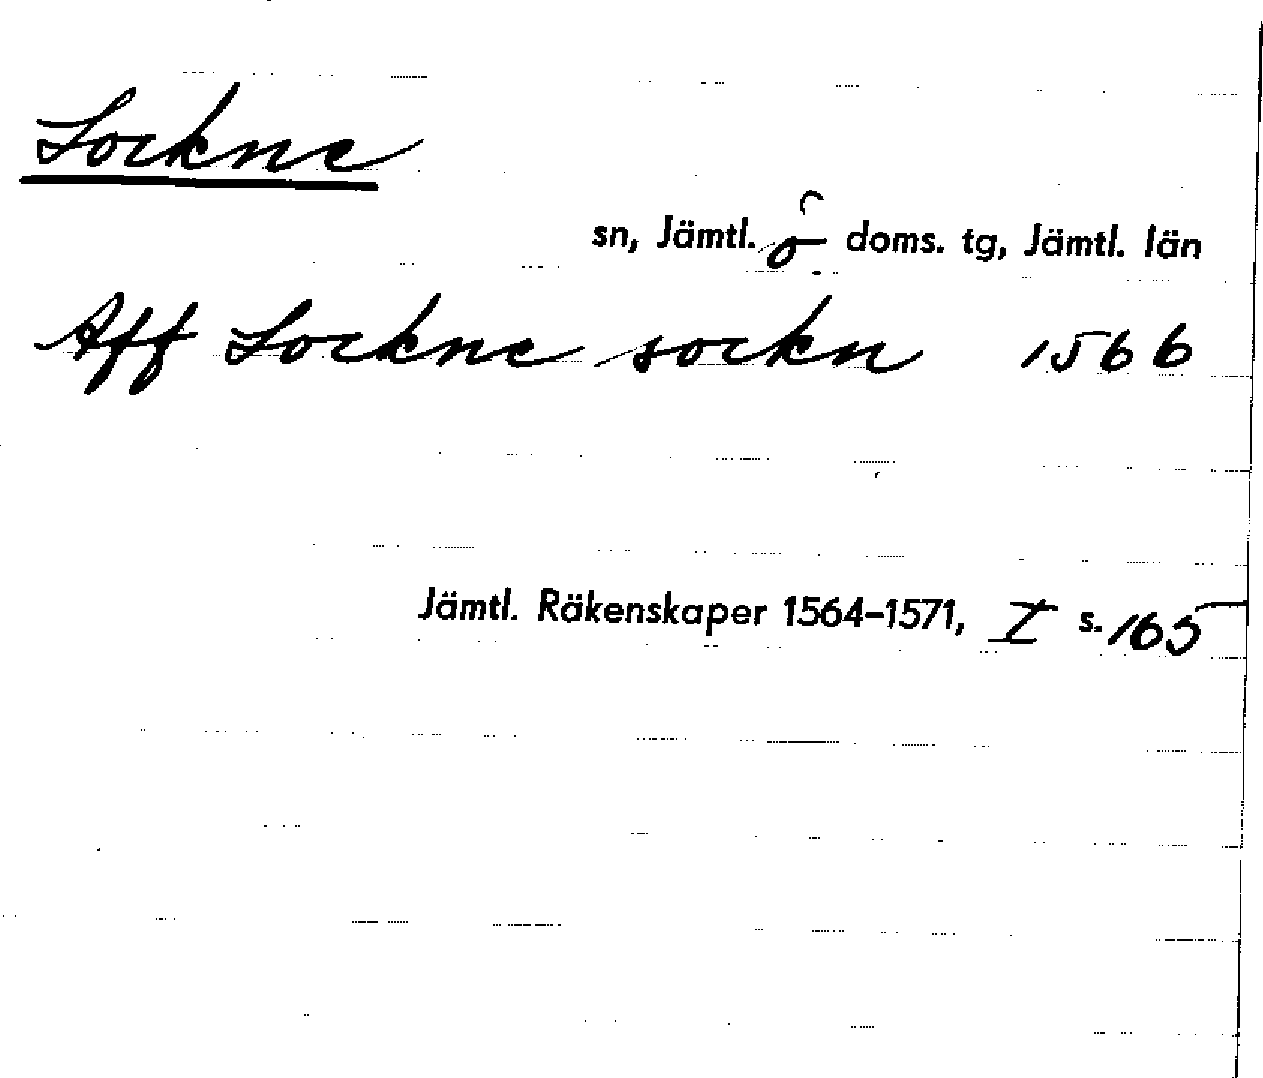 Lockne
sn, Jämtl. ö doms. tg, Jämtl. län
Aff Lockne sockn 1566
Jämtl. Räkenskaper 1564–1571, I s. 165